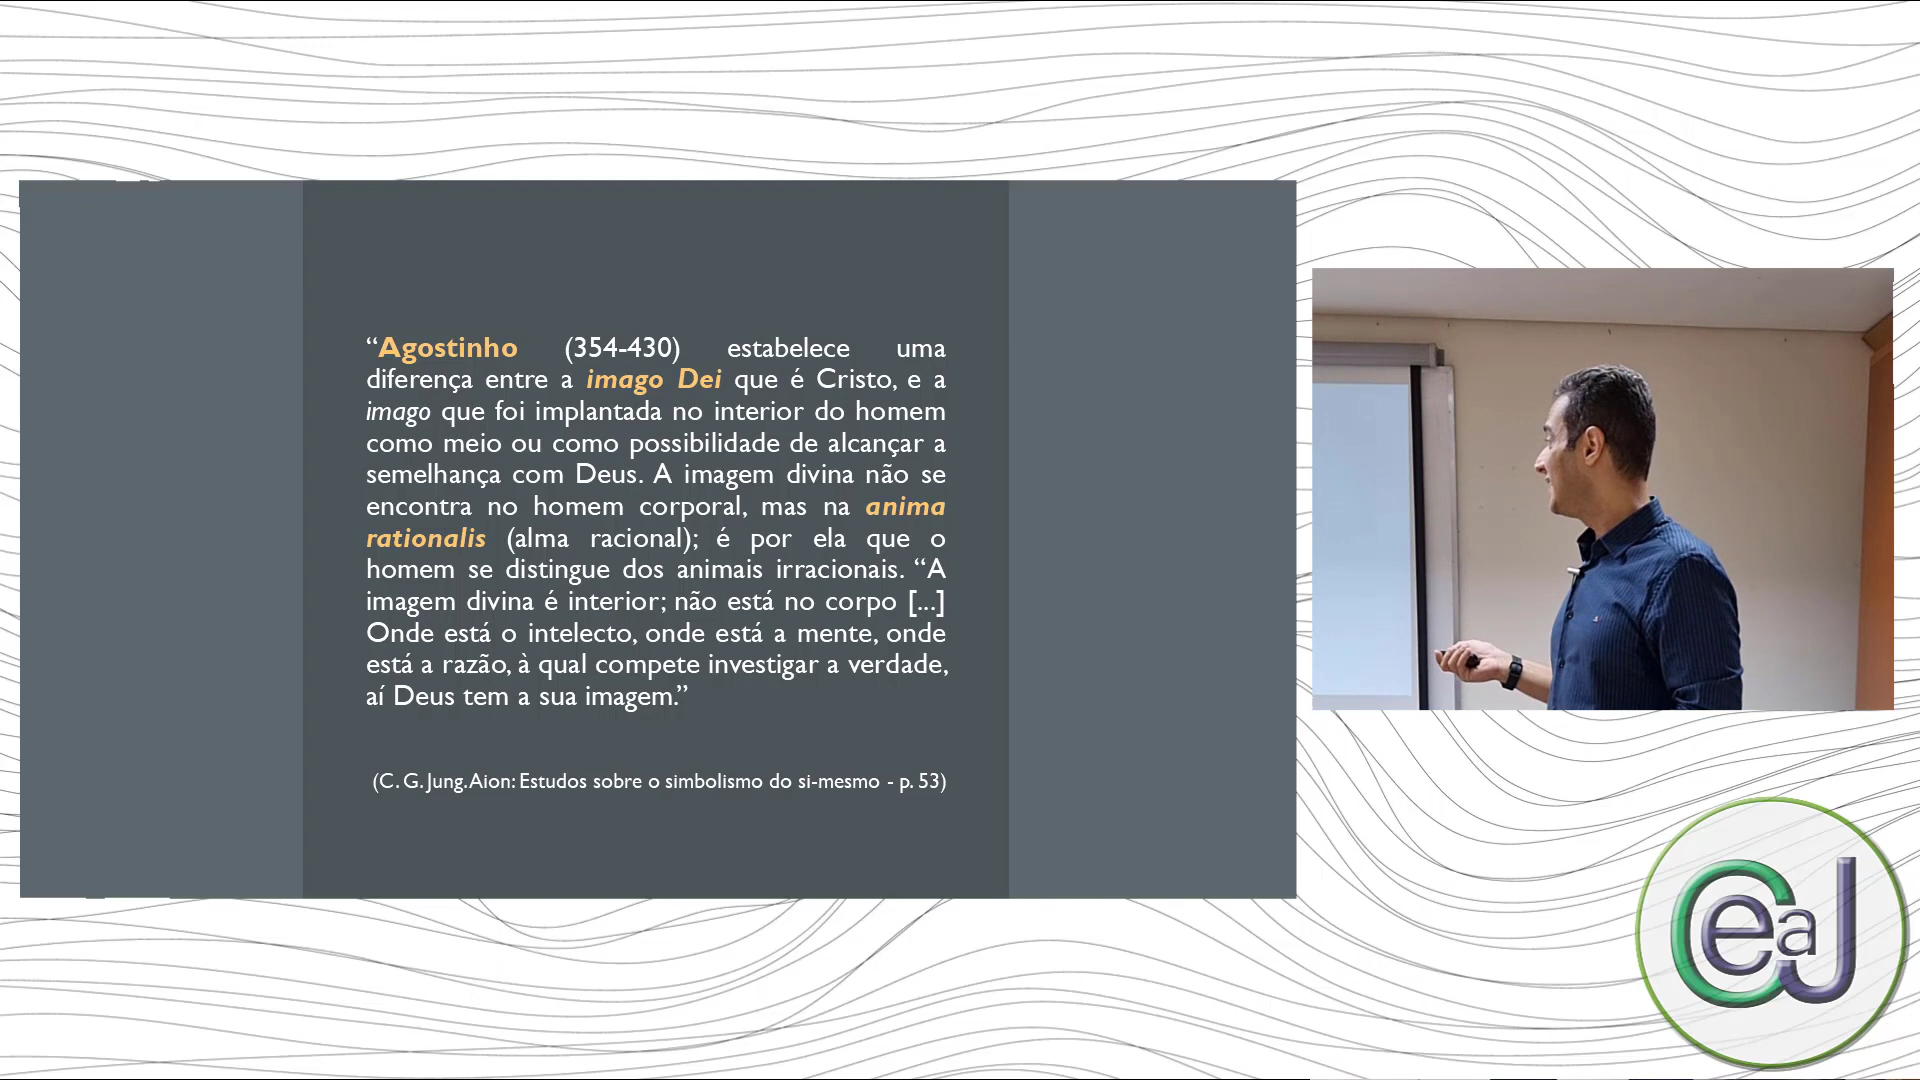 “Agostinho (354-430) estabelece uma
diferença entre a imago Dei que é Cristo, e a
imago que foi implantada no interior do homem
como meio ou como possibilidade de alcançar a
semelhança com Deus. A imagem divina não se
encontra no homem corporal, mas na anima
rationalis (alma racional); é por ela que o
homem se distingue dos animais irracionais. “A
imagem divina é interior; não está no corpo [...]
Onde está o intelecto, onde está a mente, onde
está a razão, à qual compete investigar a verdade,
aí Deus tem a sua imagem.”
(C. G. Jung. Aion: Estudos sobre o simbolismo do si-mesmo - p. 53)
CeaJ